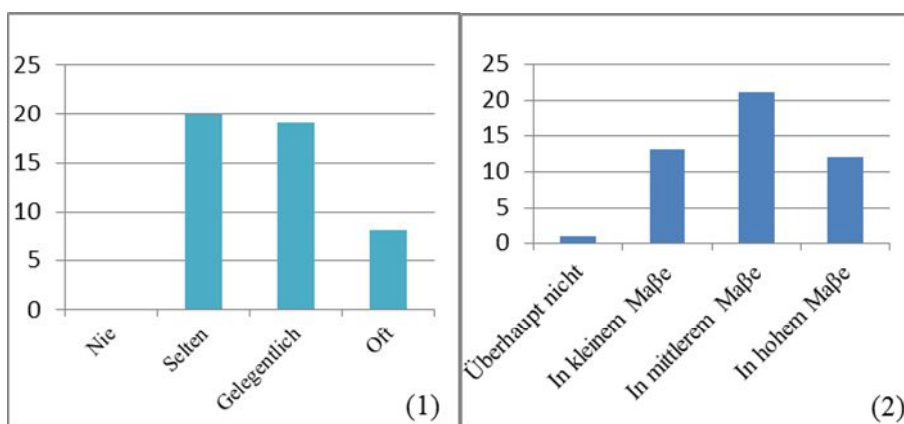 25
20
15
10
5
0
Nie
Selten
Gelegentlich
Oft
(1)
25
20
15
10
5
0
Überhaupt nicht
In kleinem Maße
In mittlerem Maße
In hohem Maße
(2)